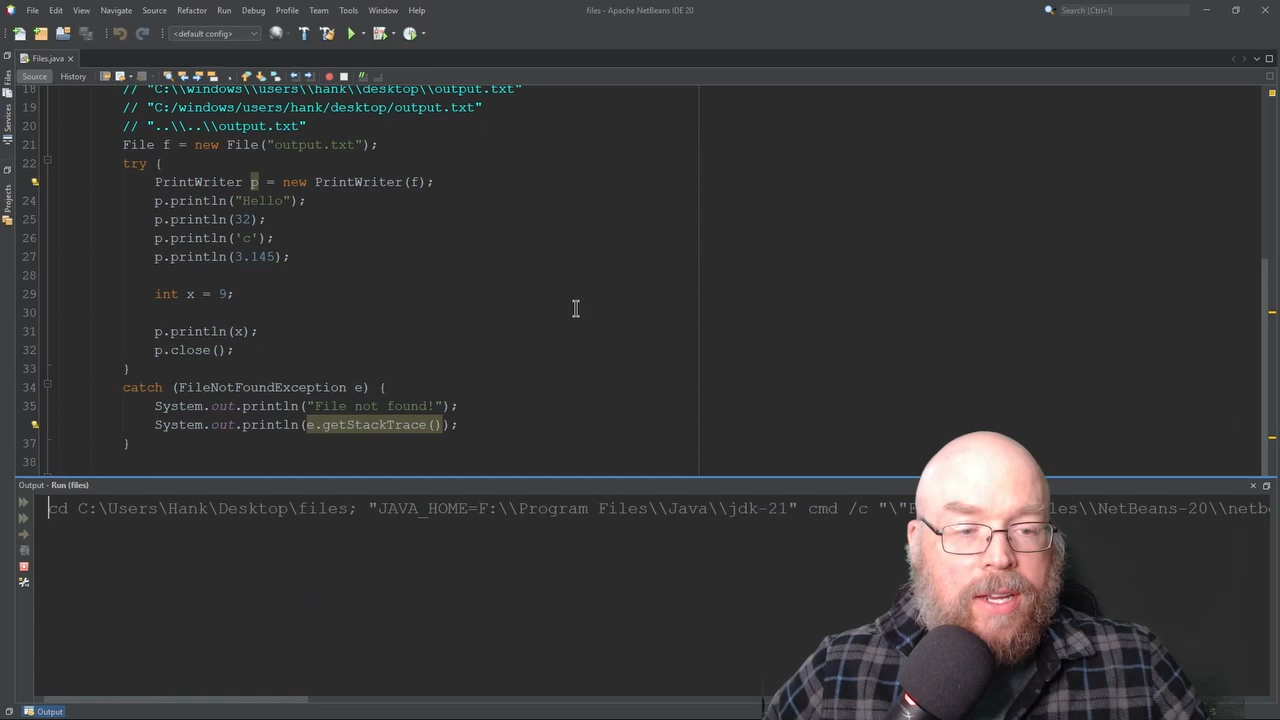 File Edit View Navigate Source Refactor Run Debug Profile Team Tools Window Help
files - Apache NetBeans IDE 20
Search (Ctrl+I)
<default config>
Files.java
Source History
Files
Services
Projects
18 // "C:\\windows\\users\\hank\\desktop\\output.txt"
19 // "C:/windows/users/hank/desktop/output.txt"
20 // "..\\..\\output.txt"
21 File f = new File("output.txt");
22 try {
PrintWriter p = new PrintWriter(f);
24 p.println("Hello");
25 p.println(32);
26 p.println('c');
27 p.println(3.145);
28
29 int x = 9;
30
31 p.println(x);
32 p.close();
33 }
34 catch (FileNotFoundException e) {
35 System.out.println("File not found!");
System.out.println(e.getStackTrace());
37 }
38
Output - Run (files)
cd C:\Users\Hank\Desktop\files; "JAVA_HOME=F:\\Program Files\\Java\\jdk-21" cmd /c "\"F iles\\NetBeans-20\\netb
Output